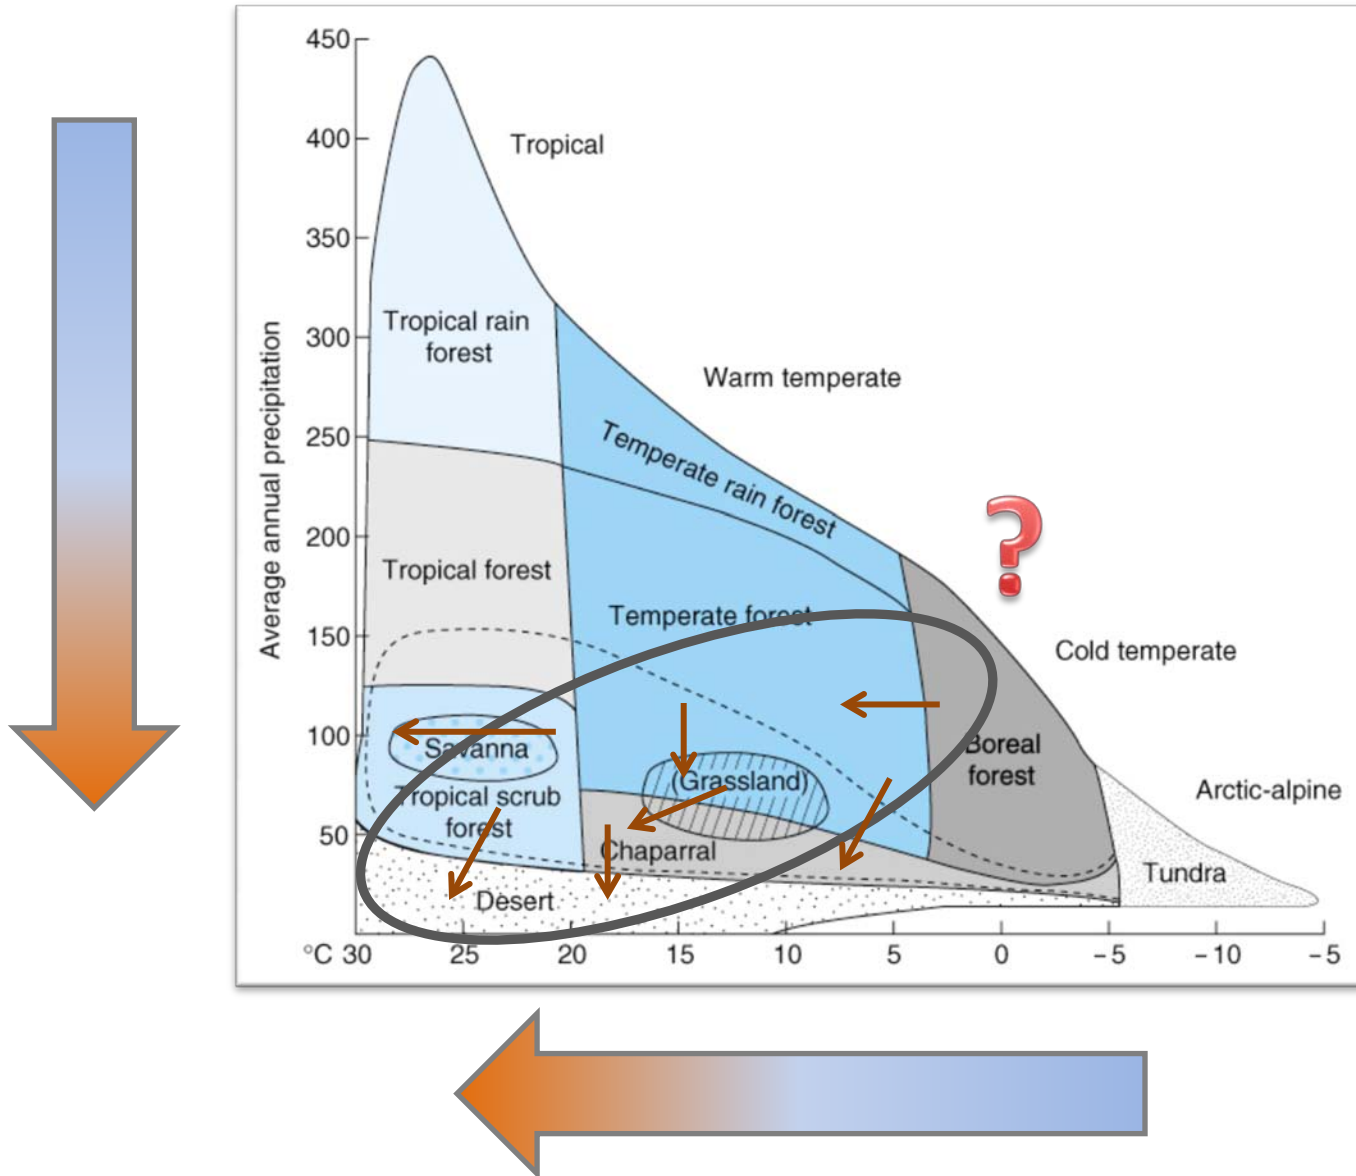 450
400
Tropical
350
Tropical rain
forest
300
Warm temperate
250
Temperate rain forest
Average annual precipitation
?
200
Tropical forest
Temperate forest
150
Cold temperate
100
Savanna
Boreal
forest
(Grassland)
Arctic-alpine
Tropical scrub
forest
50
Chaparral
Tundra
Desert
°C 30 25 20 15 10 5 0 –5 –10 –5